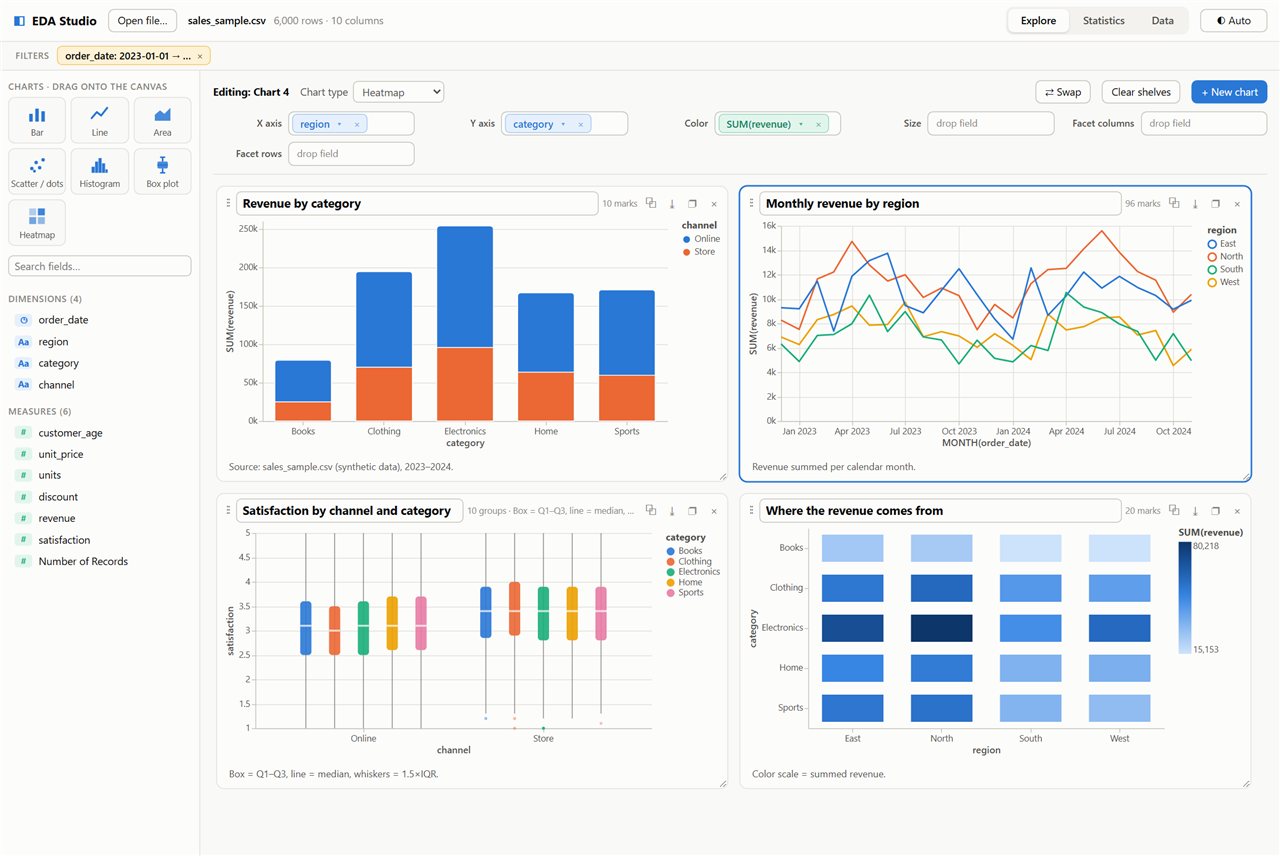 EDA Studio
Open file...
sales_sample.csv 6,000 rows · 10 columns
Explore
Statistics
Data
Auto
FILTERS
order_date: 2023-01-01 → ... ×
CHARTS · DRAG ONTO THE CANVAS
Bar
Line
Area
Scatter / dots
Histogram
Box plot
Heatmap
Search fields...
DIMENSIONS (4)
order_date
Aa region
Aa category
Aa channel
MEASURES (6)
# customer_age
# unit_price
# units
# discount
# revenue
# satisfaction
# Number of Records
Editing: Chart 4
Chart type
Heatmap
Swap
Clear shelves
+ New chart
X axis
region
Y axis
category
Color
SUM(revenue)
Size
drop field
Facet columns
drop field
Facet rows
drop field
Revenue by category
10 marks
250k
200k
150k
100k
50k
0k
SUM(revenue)
Books
Clothing
Electronics
Home
Sports
category
channel
Online
Store
Source: sales_sample.csv (synthetic data), 2023–2024.
Monthly revenue by region
96 marks
16k
14k
12k
10k
8k
6k
4k
2k
0k
SUM(revenue)
Jan 2023
Apr 2023
Jul 2023
Oct 2023
Jan 2024
Apr 2024
Jul 2024
Oct 2024
MONTH(order_date)
region
East
North
South
West
Revenue summed per calendar month.
Satisfaction by channel and category
10 groups · Box = Q1–Q3, line = median, ...
5
4.5
4
3.5
3
2.5
2
1.5
1
satisfaction
Online
Store
channel
category
Books
Clothing
Electronics
Home
Sports
Box = Q1–Q3, line = median, whiskers = 1.5×IQR.
Where the revenue comes from
20 marks
Books
Clothing
Electronics
Home
Sports
category
East
North
South
West
region
SUM(revenue)
80,218
15,153
Color scale = summed revenue.